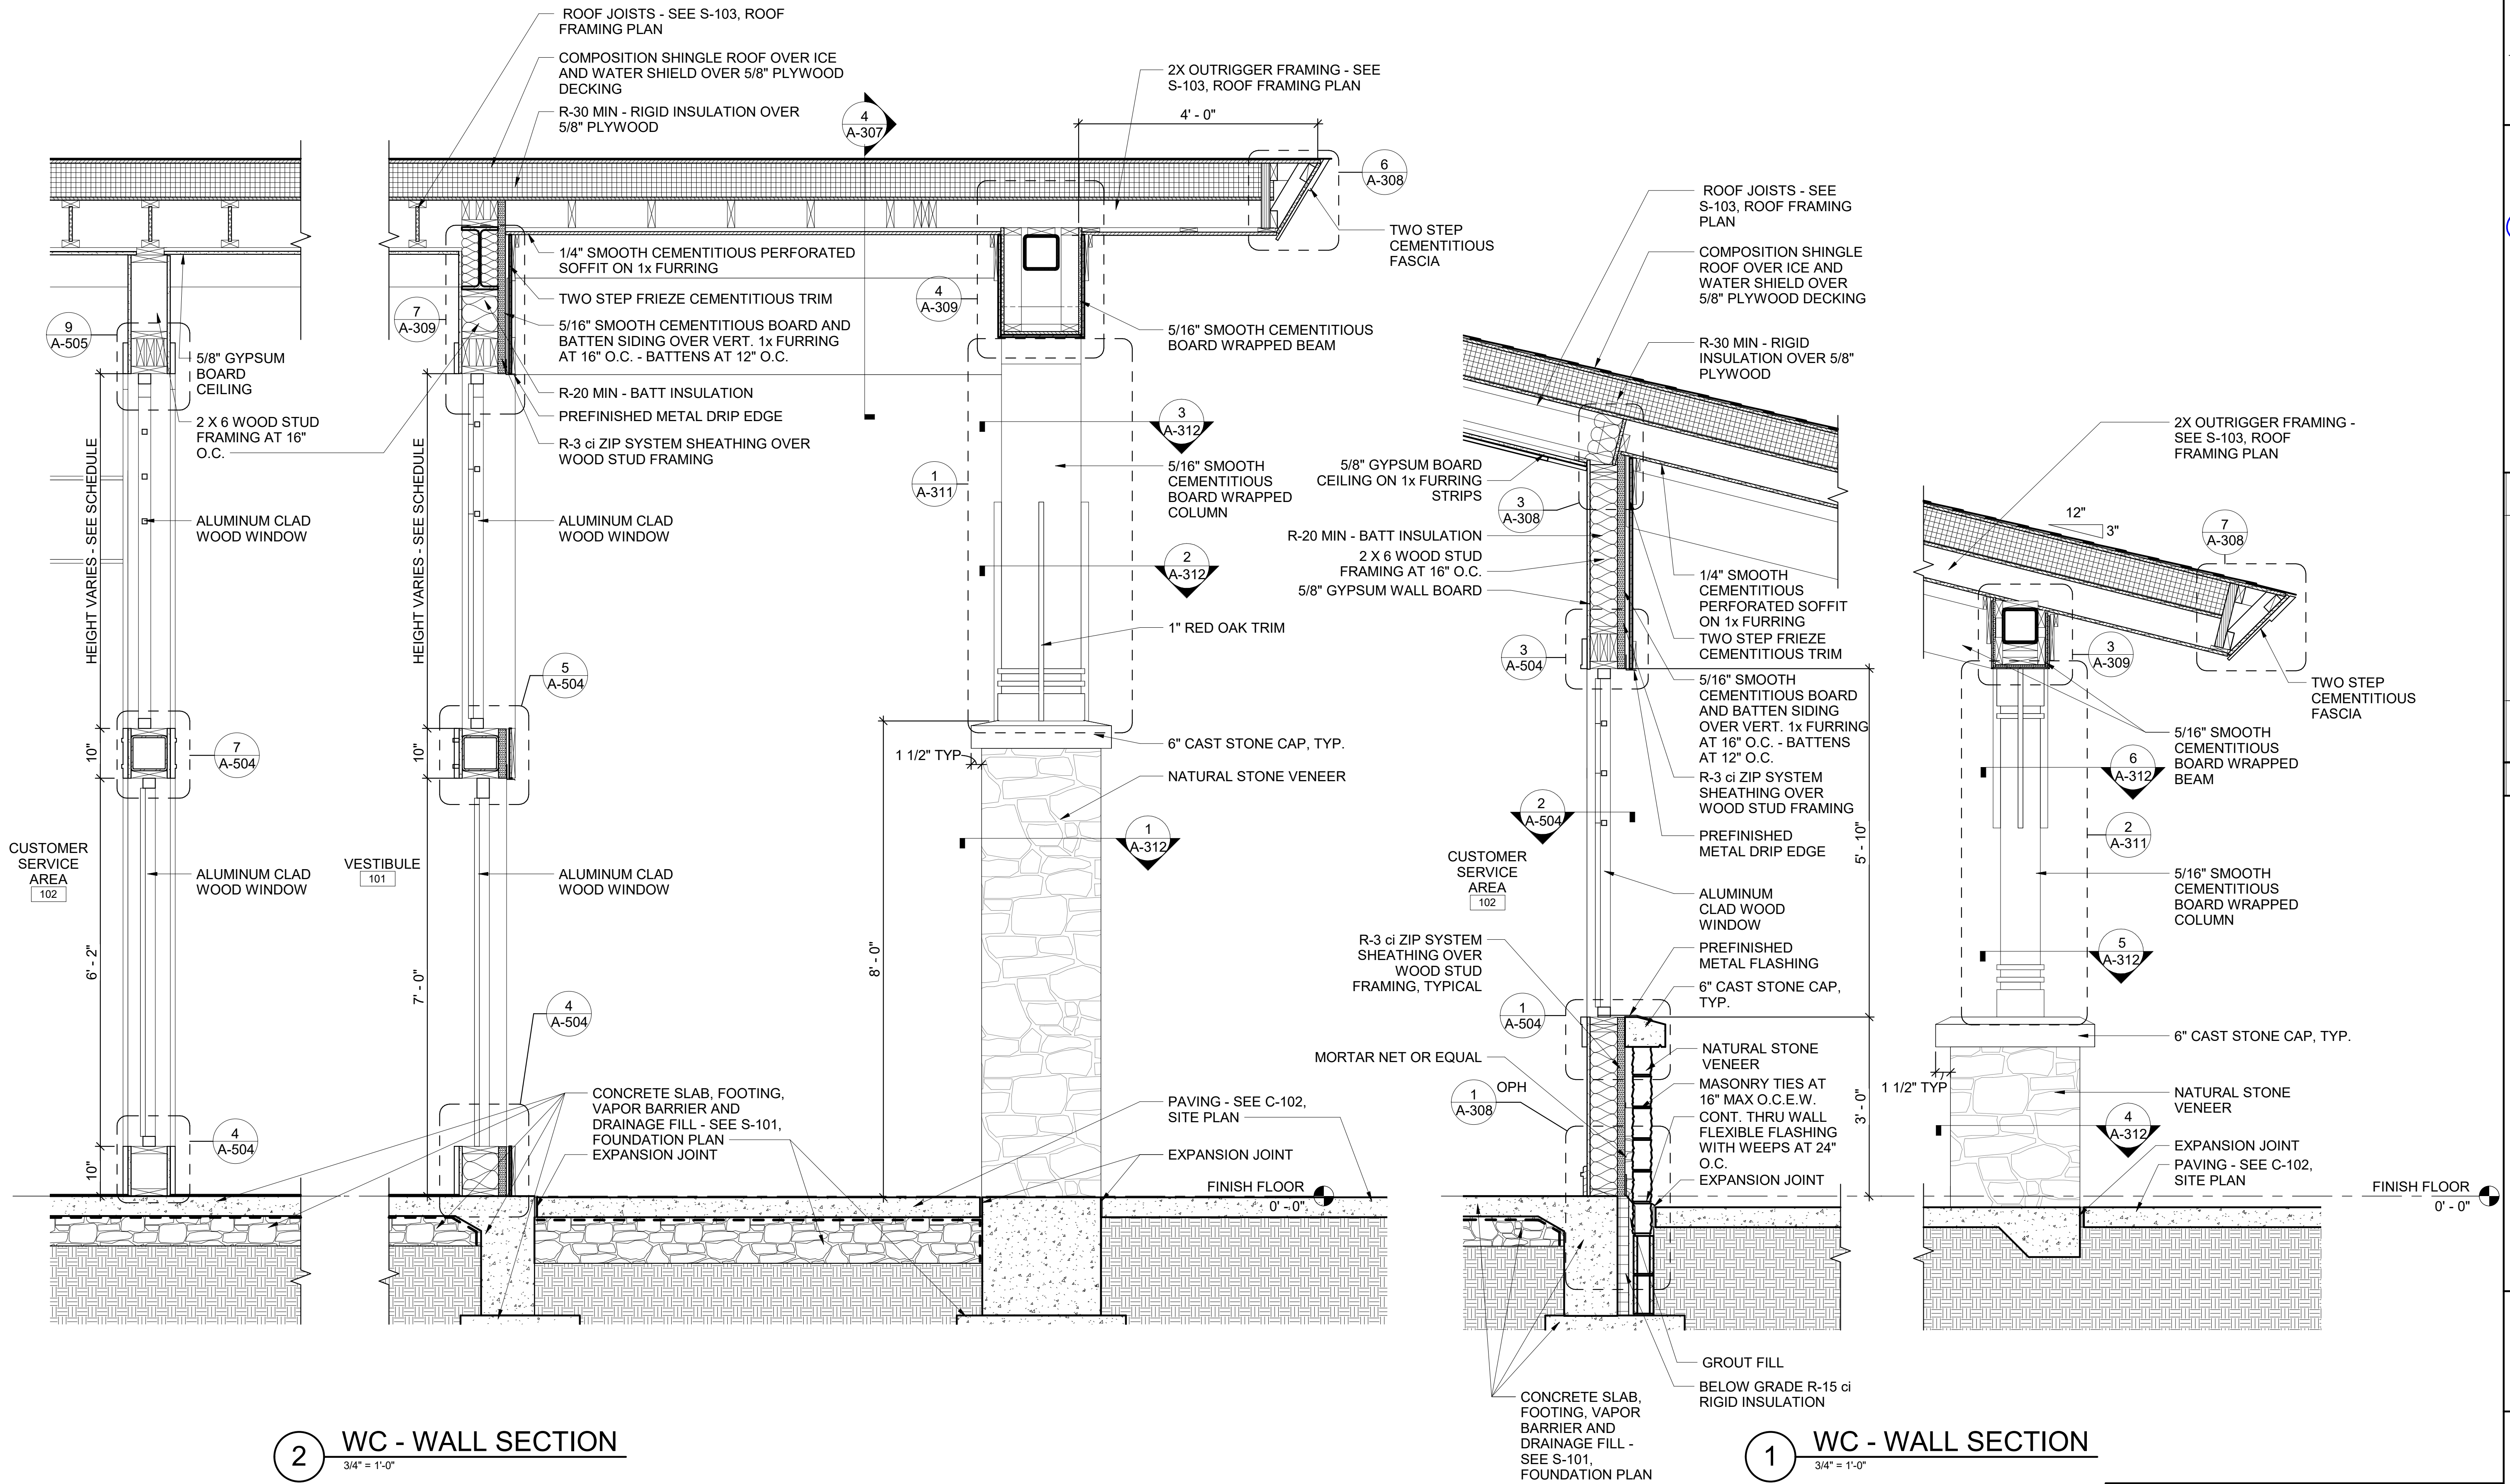 ROOF JOISTS - SEE S-103, ROOF
FRAMING PLAN
COMPOSITION SHINGLE ROOF OVER ICE
AND WATER SHIELD OVER 5/8" PLYWOOD
DECKING
R-30 MIN - RIGID INSULATION OVER
5/8" PLYWOOD
4
A-307
2X OUTRIGGER FRAMING - SEE
S-103, ROOF FRAMING PLAN
4' - 0"
6
A-308
TWO STEP
CEMENTITIOUS
FASCIA
1/4" SMOOTH CEMENTITIOUS PERFORATED
SOFFIT ON 1x FURRING
TWO STEP FRIEZE CEMENTITIOUS TRIM
5/16" SMOOTH CEMENTITIOUS BOARD AND
BATTEN SIDING OVER VERT. 1x FURRING
AT 16" O.C. - BATTENS AT 12" O.C.
R-20 MIN - BATT INSULATION
PREFINISHED METAL DRIP EDGE
R-3 ci ZIP SYSTEM SHEATHING OVER
WOOD STUD FRAMING
9
A-505
7
A-309
4
A-309
5/8" GYPSUM
BOARD
CEILING
2 X 6 WOOD STUD
FRAMING AT 16"
O.C.
5/16" SMOOTH CEMENTITIOUS
BOARD WRAPPED BEAM
3
A-312
1
A-311
5/16" SMOOTH
CEMENTITIOUS
BOARD WRAPPED
COLUMN
2
A-312
1" RED OAK TRIM
HEIGHT VARIES - SEE SCHEDULE
HEIGHT VARIES - SEE SCHEDULE
ALUMINUM CLAD
WOOD WINDOW
ALUMINUM CLAD
WOOD WINDOW
5
A-504
7
A-504
10"
10"
6" CAST STONE CAP, TYP.
1 1/2" TYP
NATURAL STONE VENEER
1
A-312
CUSTOMER
SERVICE
AREA
102
VESTIBULE
101
ALUMINUM CLAD
WOOD WINDOW
ALUMINUM CLAD
WOOD WINDOW
6' - 2"
7' - 0"
8' - 0"
4
A-504
4
A-504
10"
CONCRETE SLAB, FOOTING,
VAPOR BARRIER AND
DRAINAGE FILL - SEE S-101,
FOUNDATION PLAN
EXPANSION JOINT
PAVING - SEE C-102,
SITE PLAN
EXPANSION JOINT
FINISH FLOOR
0' - 0"
2
WC - WALL SECTION
3/4" = 1'-0"
ROOF JOISTS - SEE
S-103, ROOF FRAMING
PLAN
COMPOSITION SHINGLE
ROOF OVER ICE AND
WATER SHIELD OVER
5/8" PLYWOOD DECKING
R-30 MIN - RIGID
INSULATION OVER 5/8"
PLYWOOD
5/8" GYPSUM BOARD
CEILING ON 1x FURRING
STRIPS
3
A-308
R-20 MIN - BATT INSULATION
2 X 6 WOOD STUD
FRAMING AT 16" O.C.
5/8" GYPSUM WALL BOARD
3
A-504
1/4" SMOOTH
CEMENTITIOUS
PERFORATED SOFFIT
ON 1x FURRING
TWO STEP FRIEZE
CEMENTITIOUS TRIM
5/16" SMOOTH
CEMENTITIOUS BOARD
AND BATTEN SIDING
OVER VERT. 1x FURRING
AT 16" O.C. - BATTENS
AT 12" O.C.
R-3 ci ZIP SYSTEM
SHEATHING OVER
WOOD STUD FRAMING
PREFINISHED
METAL DRIP EDGE
2
A-504
CUSTOMER
SERVICE
AREA
102
ALUMINUM
CLAD WOOD
WINDOW
5' - 10"
R-3 ci ZIP SYSTEM
SHEATHING OVER
WOOD STUD
FRAMING, TYPICAL
PREFINISHED
METAL FLASHING
6" CAST STONE CAP,
TYP.
1
A-504
MORTAR NET OR EQUAL
NATURAL STONE
VENEER
MASONRY TIES AT
16" MAX O.C.E.W.
CONT. THRU WALL
FLEXIBLE FLASHING
WITH WEEPS AT 24"
O.C.
EXPANSION JOINT
1
A-308
OPH
3' - 0"
GROUT FILL
BELOW GRADE R-15 ci
RIGID INSULATION
CONCRETE SLAB,
FOOTING, VAPOR
BARRIER AND
DRAINAGE FILL -
SEE S-101,
FOUNDATION PLAN
2X OUTRIGGER FRAMING -
SEE S-103, ROOF
FRAMING PLAN
12"
3"
7
A-308
3
A-309
TWO STEP
CEMENTITIOUS
FASCIA
5/16" SMOOTH
CEMENTITIOUS
BOARD WRAPPED
BEAM
6
A-312
2
A-311
5/16" SMOOTH
CEMENTITIOUS
BOARD WRAPPED
COLUMN
5
A-312
6" CAST STONE CAP, TYP.
1 1/2" TYP
NATURAL STONE
VENEER
4
A-312
EXPANSION JOINT
PAVING - SEE C-102,
SITE PLAN
FINISH FLOOR
0' - 0"
1
WC - WALL SECTION
3/4" = 1'-0"